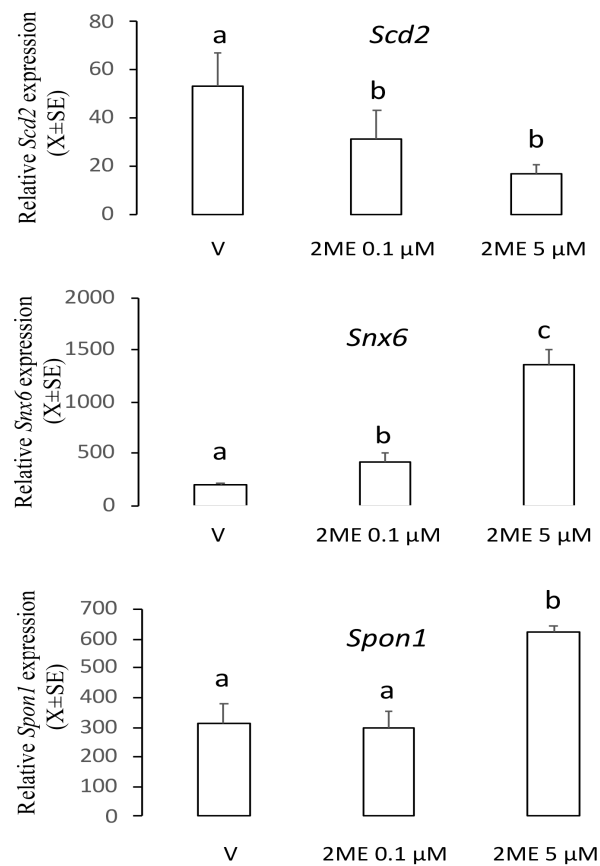 Scd2
Relative Scd2 expression
(X±SE)
80
60
40
20
0
a
b
b
V
2ME 0.1 µM
2ME 5 µM
Snx6
Relative Snx6 expression
(X±SE)
2000
1500
1000
500
0
a
b
c
V
2ME 0.1 µM
2ME 5 µM
Spon1
Relative Spon1 expression
(X±SE)
700
600
500
400
300
200
100
0
a
a
b
V
2ME 0.1 µM
2ME 5 µM